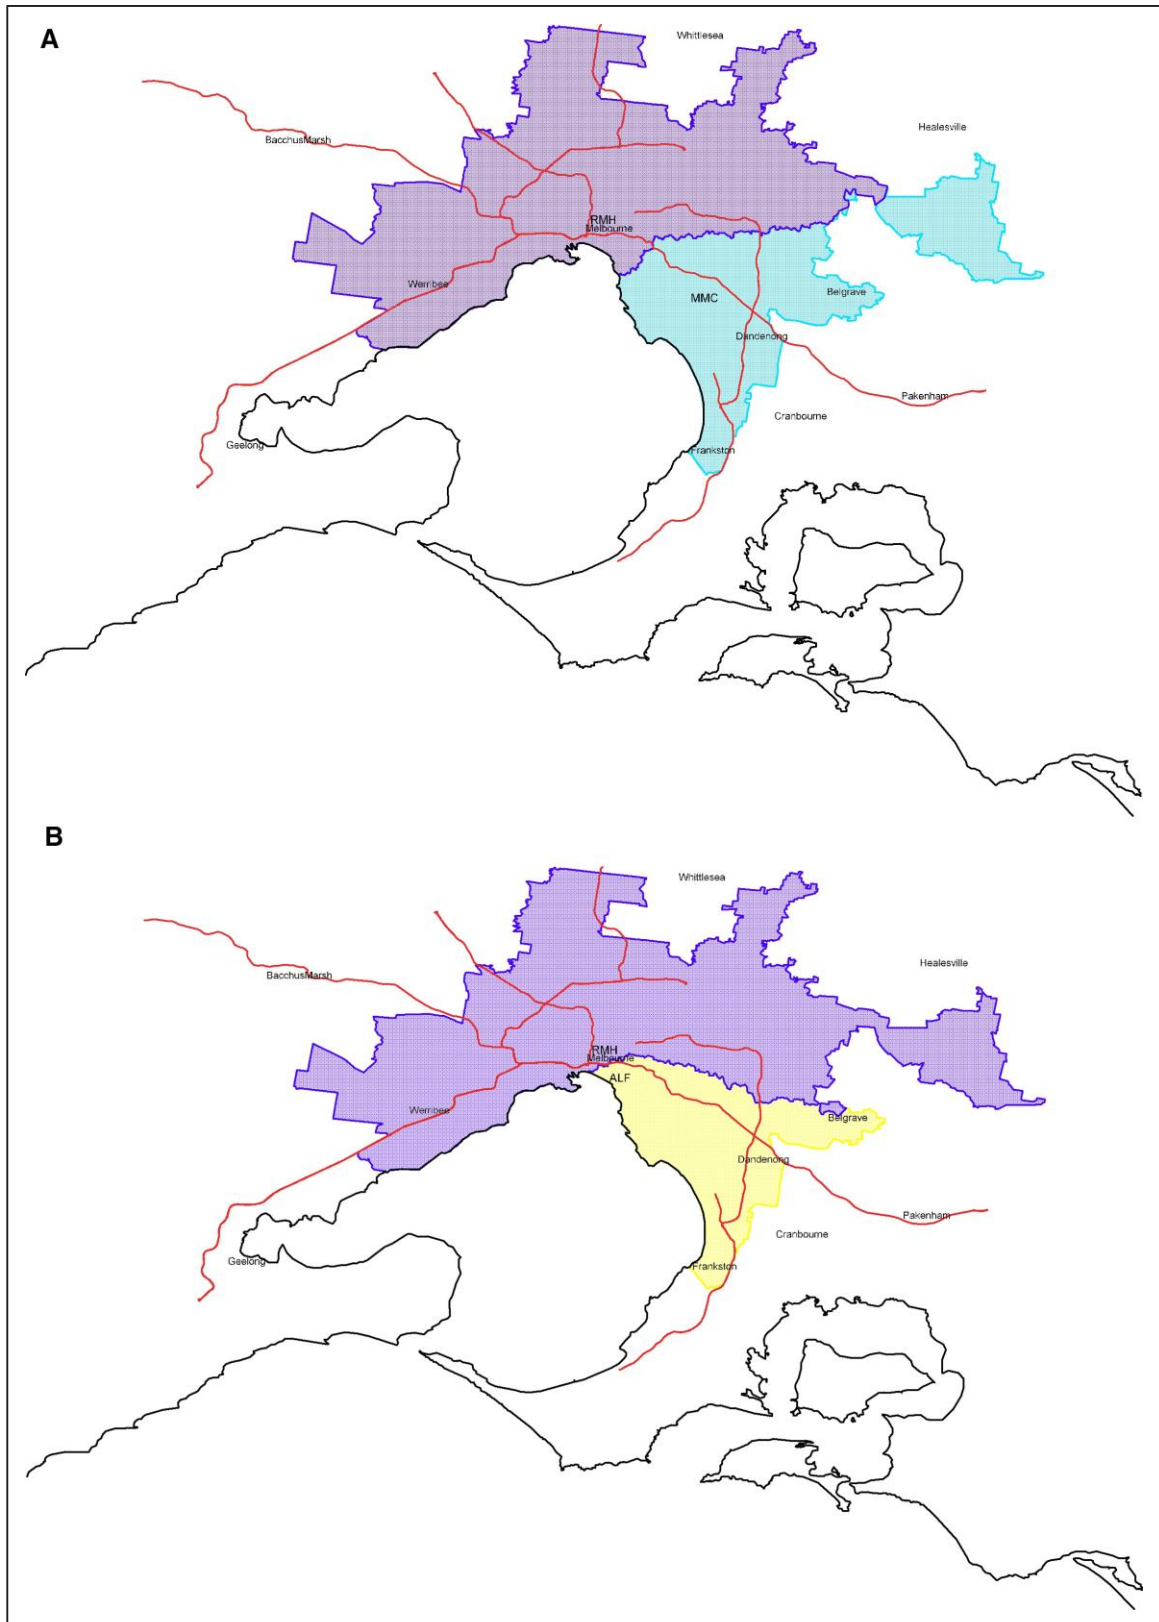 A
Whittlesea
Healesville
BacchusMarsh
RMH
Melbourne
Werribee
Belgrave
MMC
Dandenong
Pakenham
Cranbourne
Geelong
Frankston
B
Whittlesea
Healesville
BacchusMarsh
RMH
Melbourne
ALF
Werribee
Belgrave
Dandenong
Pakenham
Cranbourne
Geelong
Frankston